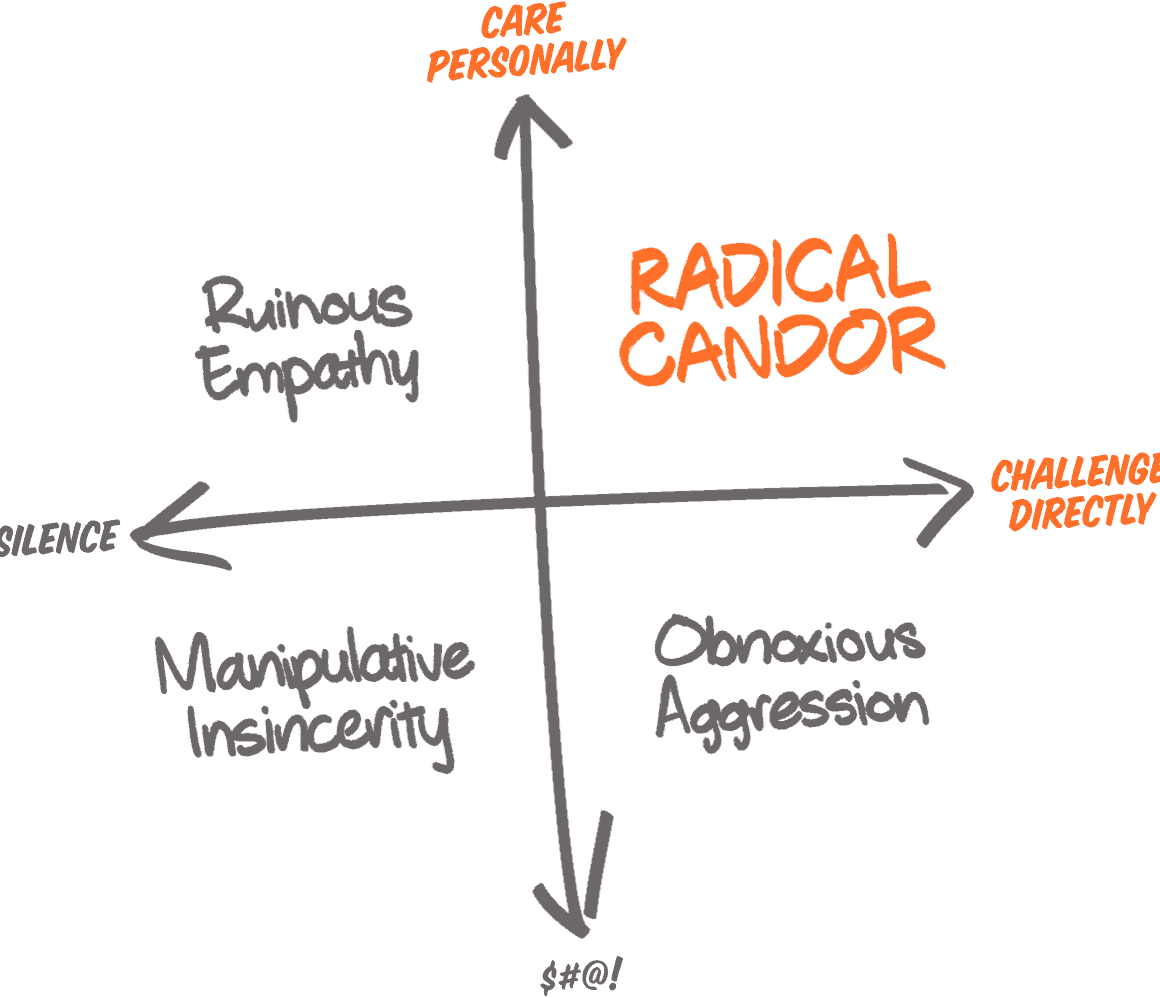 CARE
PERSONALLY
RADICAL
CANDOR
Ruinous
Empathy
CHALLENGE
DIRECTLY
SILENCE
Manipulative
Insincerity
Obnoxious
Aggression
$#@!